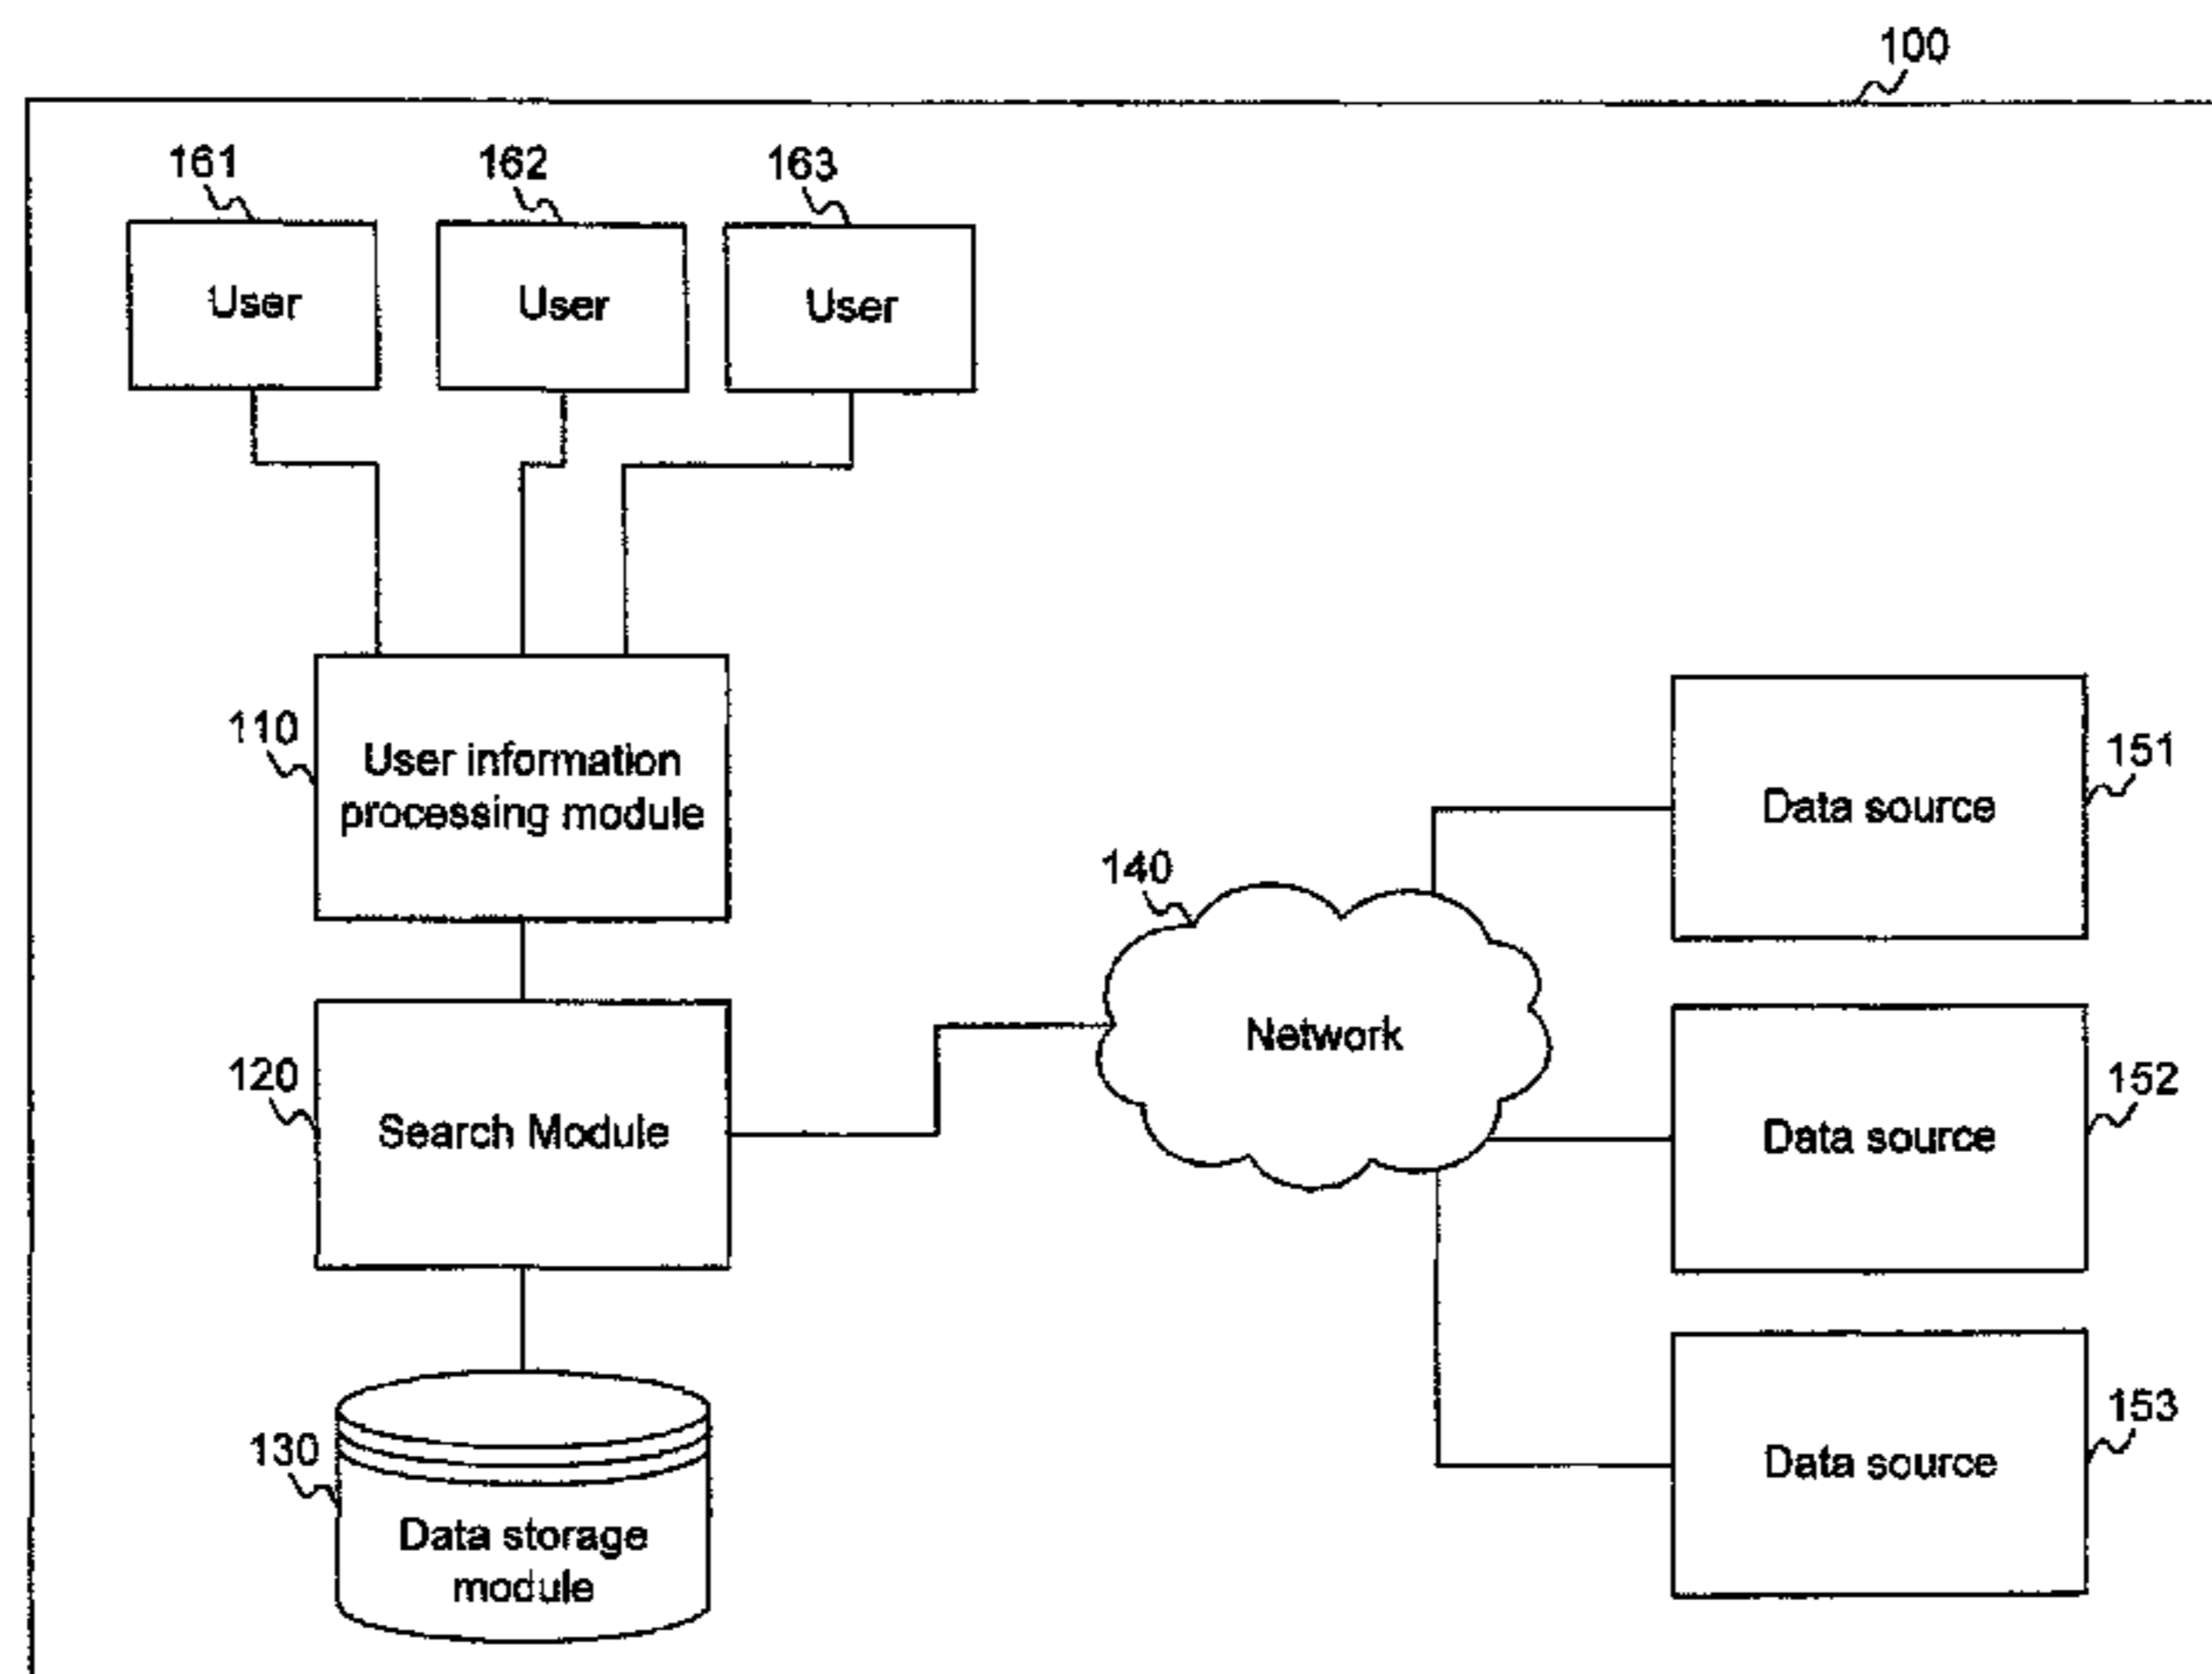 100
161
162
163
User
User
User
110
User information
processing module
151
Data source
140
Network
120
Search Module
152
Data source
130
Data storage
module
153
Data source